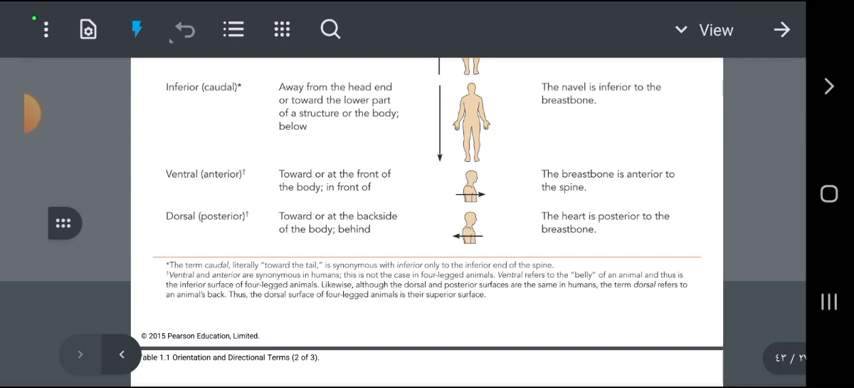 View
Inferior (caudal)*
Away from the head end
or toward the lower part
of a structure or the body;
below
The navel is inferior to the
breastbone.
Ventral (anterior)†
Toward or at the front of
the body; in front of
The breastbone is anterior to
the spine.
Dorsal (posterior)†
Toward or at the backside
of the body; behind
The heart is posterior to the
breastbone.
*The term caudal, literally “toward the tail,” is synonymous with inferior only to the inferior end of the spine.
†Ventral and anterior are synonymous in humans; this is not the case in four-legged animals. Ventral refers to the “belly” of an animal and thus is
the inferior surface of four-legged animals. Likewise, although the dorsal and posterior surfaces are the same in humans, the term dorsal refers to
an animal’s back. Thus, the dorsal surface of four-legged animals is their superior surface.
© 2015 Pearson Education, Limited.
able 1.1 Orientation and Directional Terms (2 of 3).
٤٣ /